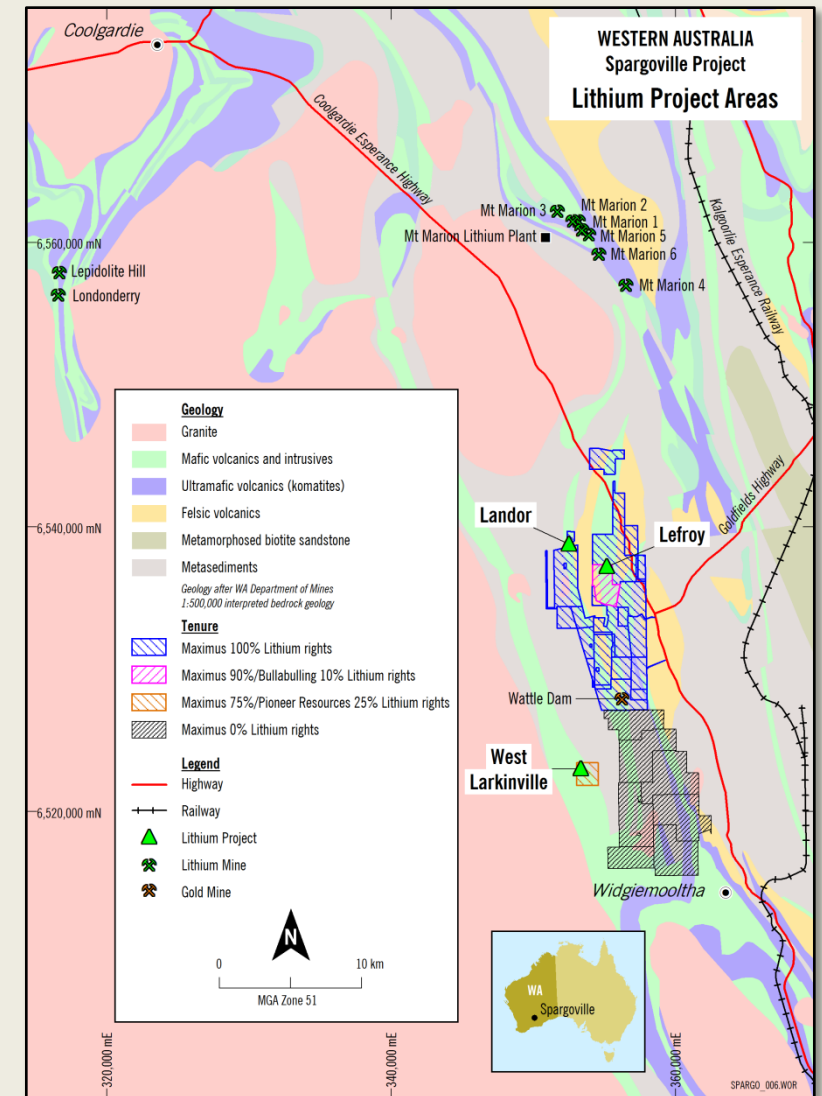 WESTERN AUSTRALIA
Spargoville Project
Lithium Project Areas
Coolgardie
Coolgardie Esperance Highway
Kalgoorlie Esperance Railway
Mt Marion 3
Mt Marion 2
Mt Marion 1
Mt Marion Lithium Plant
Mt Marion 5
Mt Marion 6
Mt Marion 4
6,560,000 mN
Lepidolite Hill
Londonderry
Goldfields Highway
Landor
Lefroy
6,540,000 mN
Wattle Dam
West
Larkinville
6,520,000 mN
Widgiemooltha
Geology
Granite
Mafic volcanics and intrusives
Ultramafic volcanics (komatites)
Felsic volcanics
Metamorphosed biotite sandstone
Metasediments
Geology after WA Department of Mines
1:500,000 interpreted bedrock geology
Tenure
Maximus 100% Lithium rights
Maximus 90%/Bullabulling 10% Lithium rights
Maximus 75%/Pioneer Resources 25% Lithium rights
Maximus 0% Lithium rights
Legend
Highway
Railway
Lithium Project
Lithium Mine
Gold Mine
N
0 10 km
MGA Zone 51
WA
Spargoville
320,000 mE
340,000 mE
360,000 mE
SPARGO_006.WOR